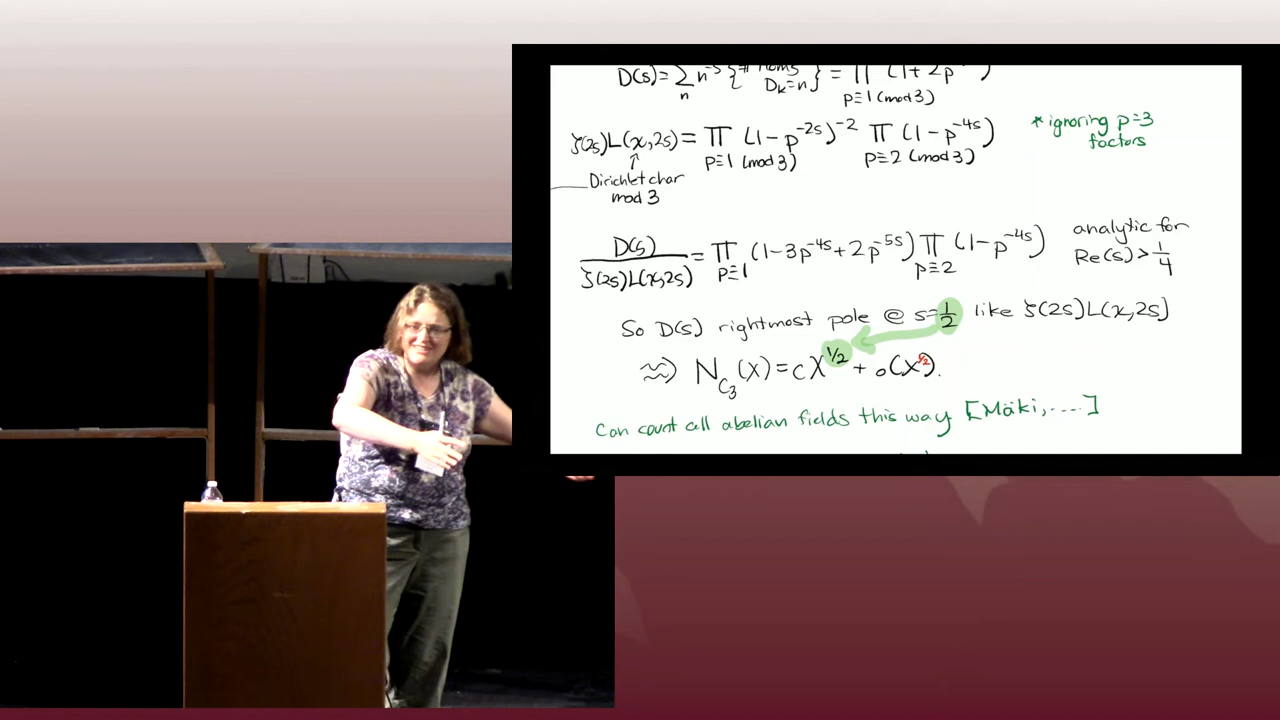 D(s) = Σ n^{-s} {# homs D_K = n} = Π (1+2p
n
p≡1 (mod 3)
ζ(2s)L(χ,2s) = Π (1-p^{-2s})^{-2} Π (1-p^{-4s})
p≡1 (mod 3) p≡2 (mod 3)
* ignoring p=3
factors
↑
Dirichlet char
mod 3
D(s) / ζ(2s)L(χ,2s) = Π (1-3p^{-4s}+2p^{-5s}) Π (1-p^{-4s})
p≡1 p≡2
analytic for
Re(s) > 1/4
So D(s) rightmost pole @ s=1/2 like ζ(2s)L(χ,2s)
⇝ N_{C_3}(X) = cX^{1/2} + o(X^{1/2}).
Can count all abelian fields this way [Mäki, ....]